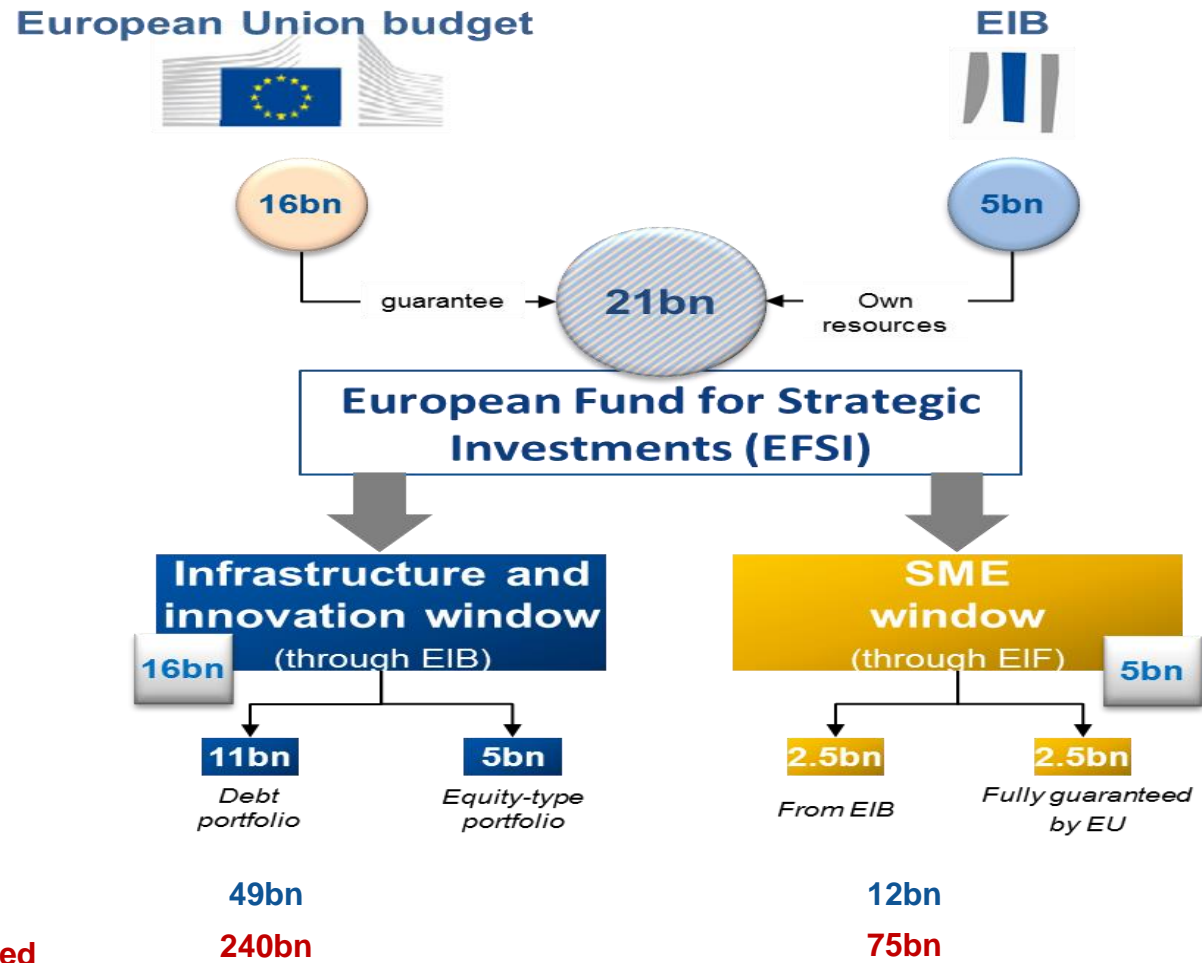 European Union budget
EIB
16bn
5bn
guarantee
21bn
Own
resources
European Fund for Strategic
Investments (EFSI)
Infrastructure and
innovation window
(through EIB)
16bn
SME
window
(through EIF)
5bn
11bn
5bn
2.5bn
2.5bn
Debt
portfolio
Equity-type
portfolio
From EIB
Fully guaranteed
by EU
49bn
12bn
ed
240bn
75bn